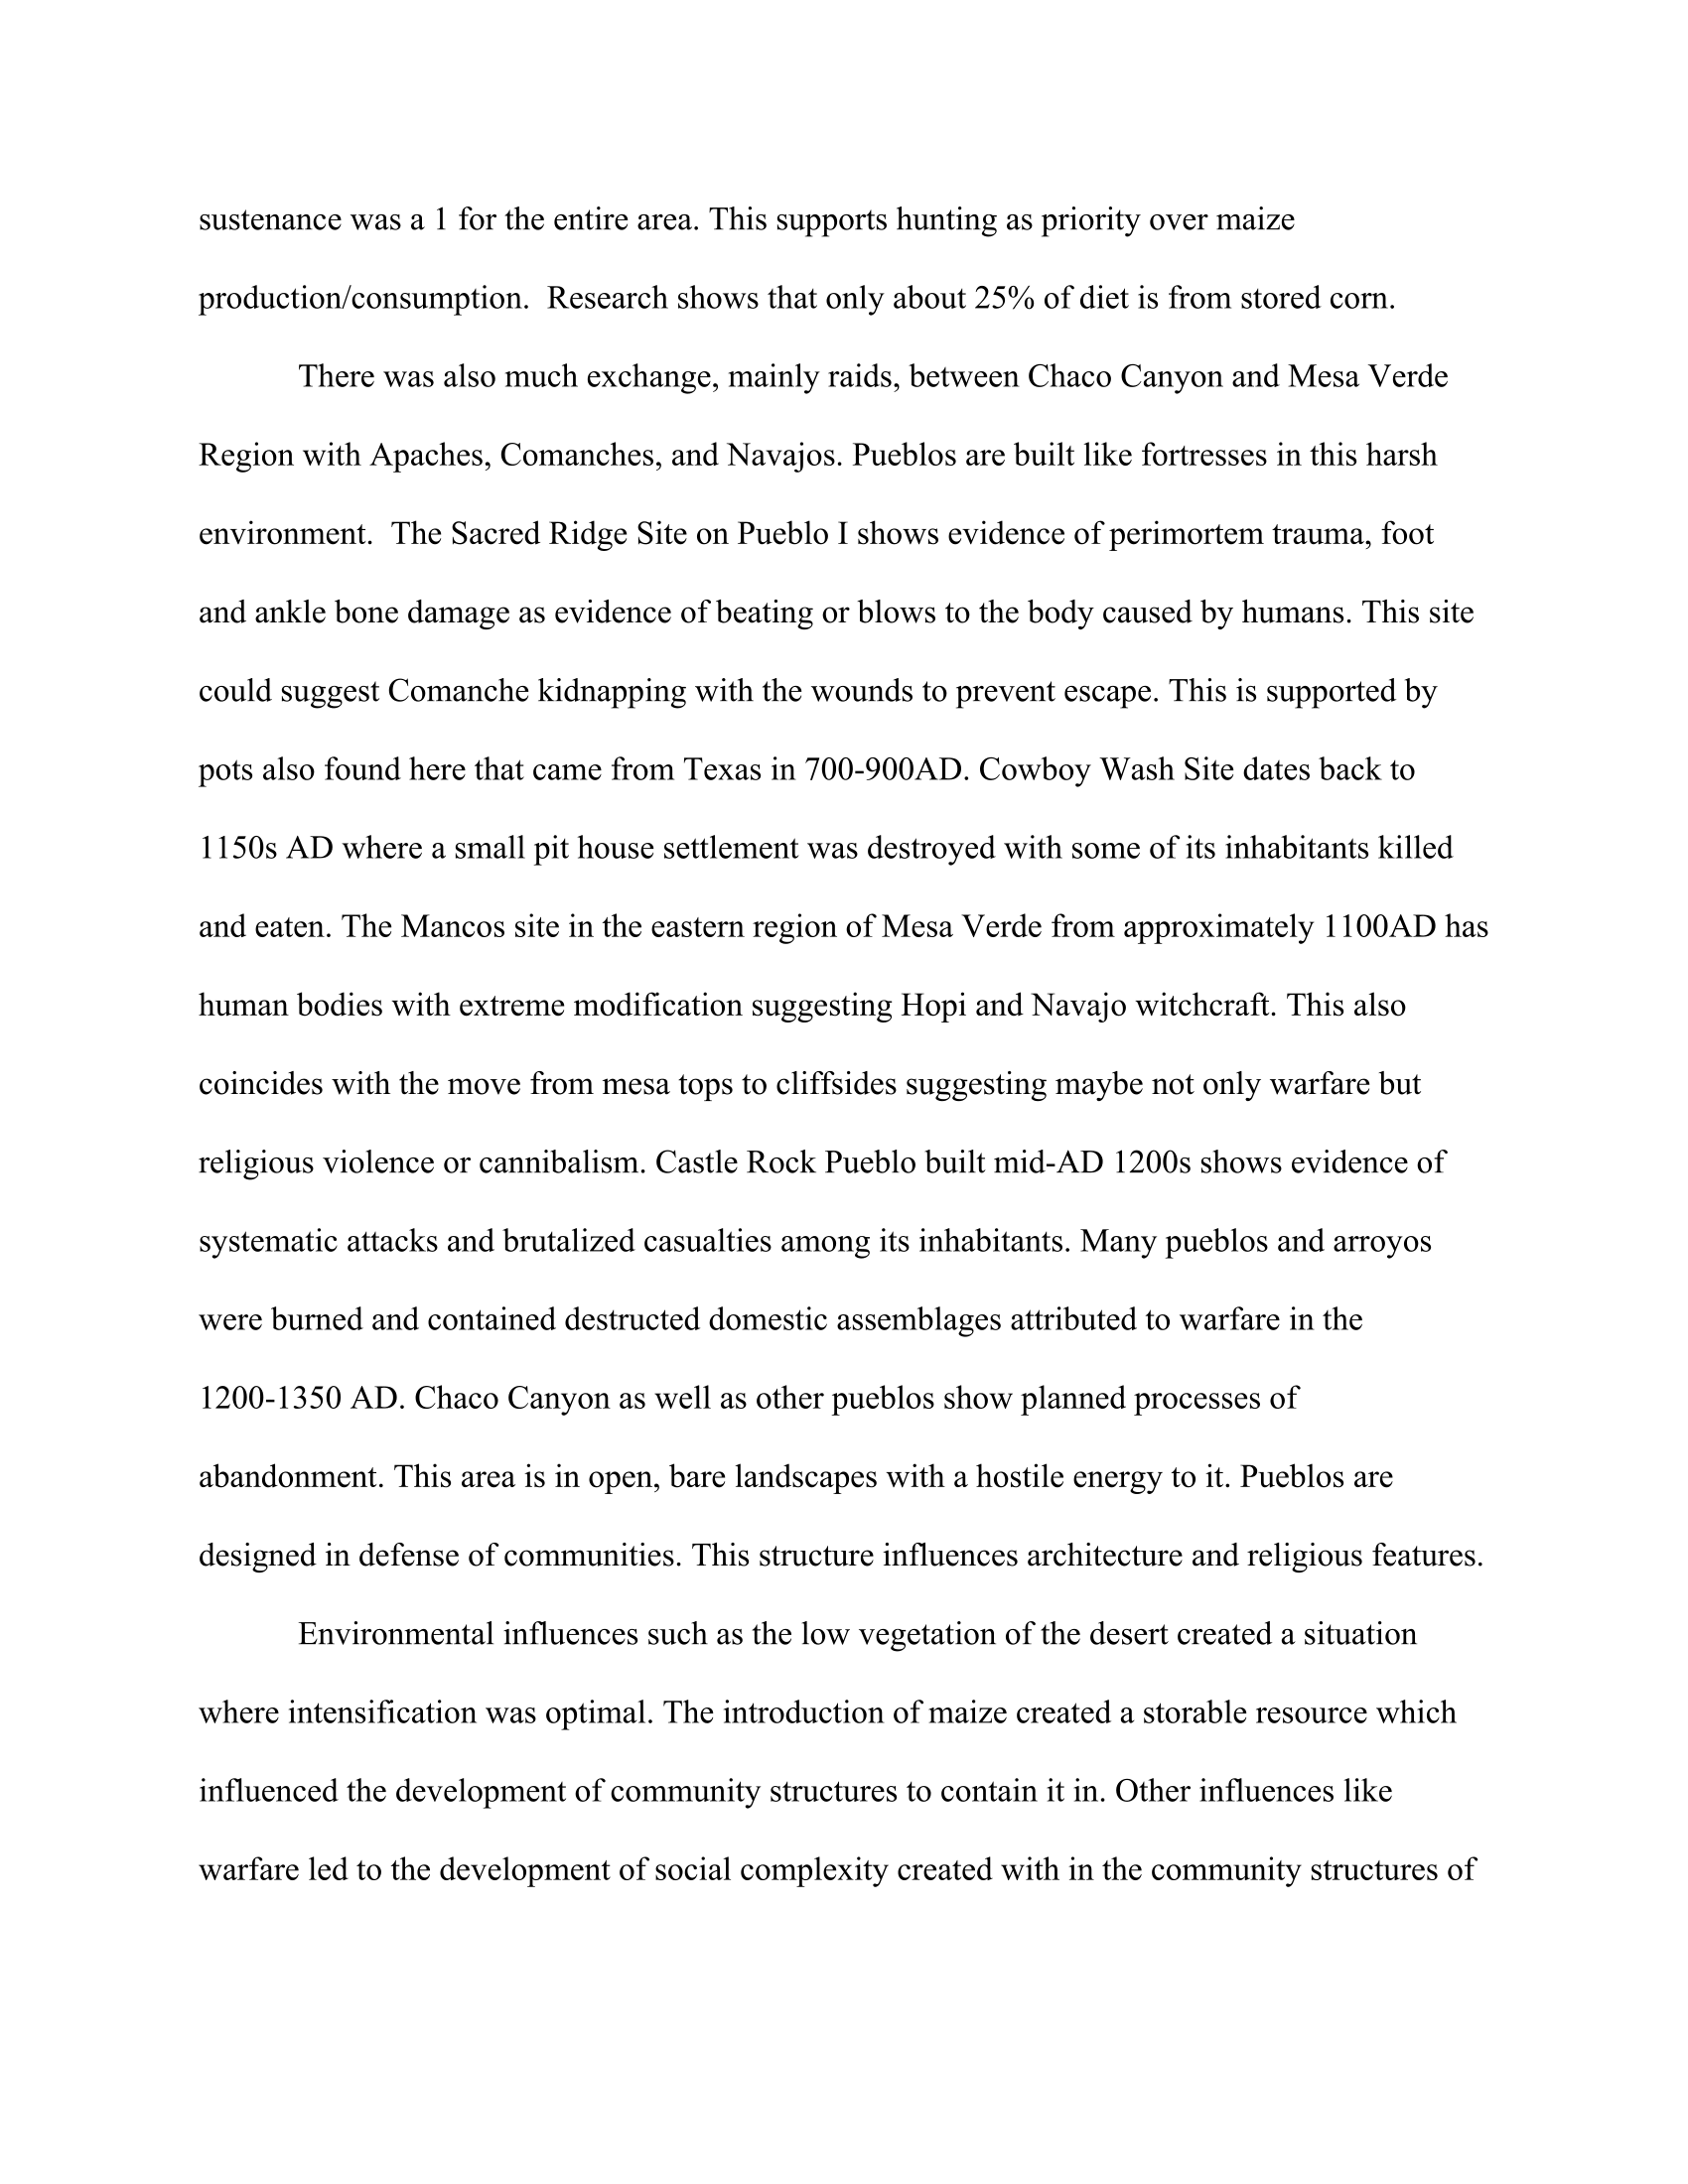 sustenance was a 1 for the entire area. This supports hunting as priority over maize
production/consumption.  Research shows that only about 25% of diet is from stored corn.
There was also much exchange, mainly raids, between Chaco Canyon and Mesa Verde
Region with Apaches, Comanches, and Navajos. Pueblos are built like fortresses in this harsh
environment.  The Sacred Ridge Site on Pueblo I shows evidence of perimortem trauma, foot
and ankle bone damage as evidence of beating or blows to the body caused by humans. This site
could suggest Comanche kidnapping with the wounds to prevent escape. This is supported by
pots also found here that came from Texas in 700-900AD. Cowboy Wash Site dates back to
1150s AD where a small pit house settlement was destroyed with some of its inhabitants killed
and eaten. The Mancos site in the eastern region of Mesa Verde from approximately 1100AD has
human bodies with extreme modification suggesting Hopi and Navajo witchcraft. This also
coincides with the move from mesa tops to cliffsides suggesting maybe not only warfare but
religious violence or cannibalism. Castle Rock Pueblo built mid-AD 1200s shows evidence of
systematic attacks and brutalized casualties among its inhabitants. Many pueblos and arroyos
were burned and contained destructed domestic assemblages attributed to warfare in the
1200-1350 AD. Chaco Canyon as well as other pueblos show planned processes of
abandonment. This area is in open, bare landscapes with a hostile energy to it. Pueblos are
designed in defense of communities. This structure influences architecture and religious features.
Environmental influences such as the low vegetation of the desert created a situation
where intensification was optimal. The introduction of maize created a storable resource which
influenced the development of community structures to contain it in. Other influences like
warfare led to the development of social complexity created with in the community structures of